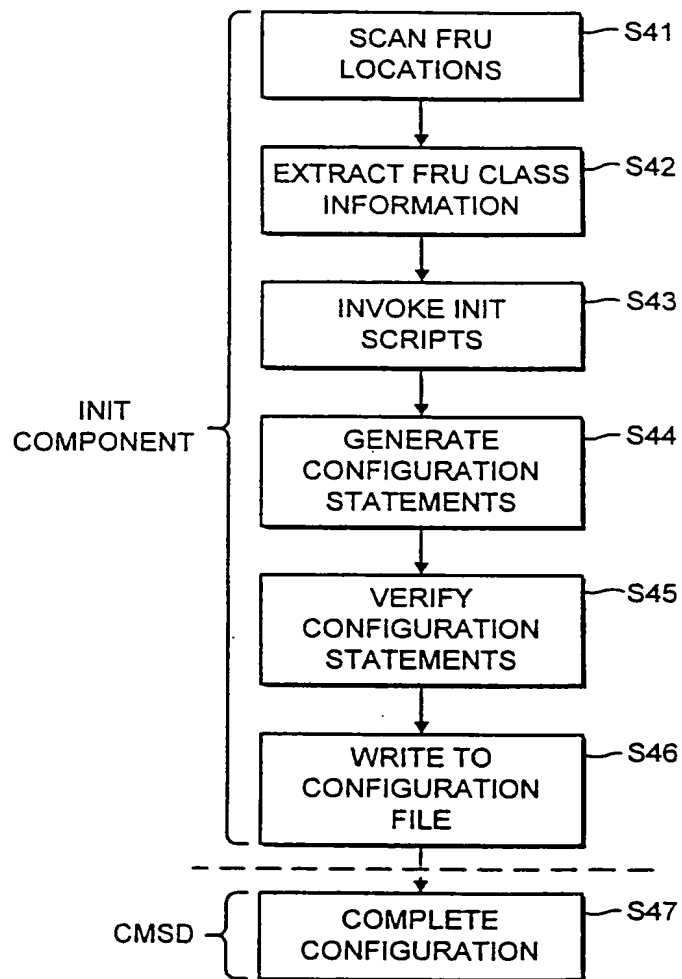 SCAN FRU
LOCATIONS
S41
EXTRACT FRU CLASS
INFORMATION
S42
INVOKE INIT
SCRIPTS
S43
INIT
COMPONENT
GENERATE
CONFIGURATION
STATEMENTS
S44
VERIFY
CONFIGURATION
STATEMENTS
S45
WRITE TO
CONFIGURATION
FILE
S46
CMSD
COMPLETE
CONFIGURATION
S47